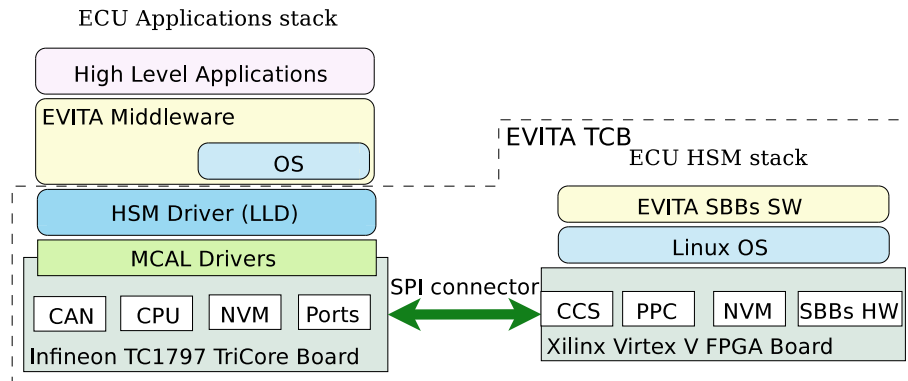 ECU Applications stack
High Level Applications
EVITA Middleware
OS
EVITA TCB
ECU HSM stack
HSM Driver (LLD)
EVITA SBBs SW
MCAL Drivers
Linux OS
SPI connector
CAN
CPU
NVM
Ports
CCS
PPC
NVM
SBBs HW
Infineon TC1797 TriCore Board
Xilinx Virtex V FPGA Board